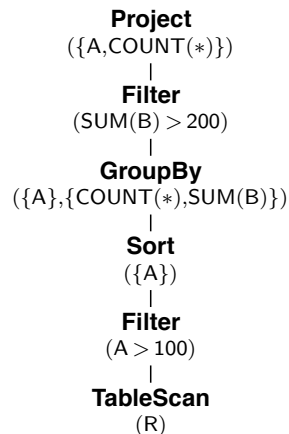 Project
({A,COUNT(*)})
Filter
(SUM(B) > 200)
GroupBy
({A},{COUNT(*),SUM(B)})
Sort
({A})
Filter
(A > 100)
TableScan
(R)